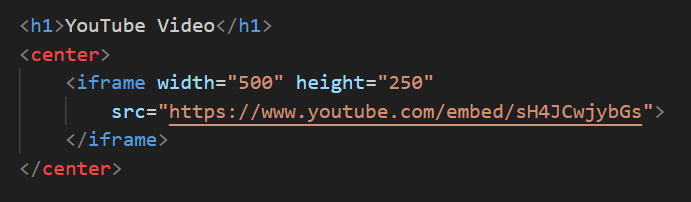 <h1>YouTube Video</h1>
<center>
<iframe width="500" height="250"
src="https://www.youtube.com/embed/sH4JCwjybGs">
</iframe>
</center>